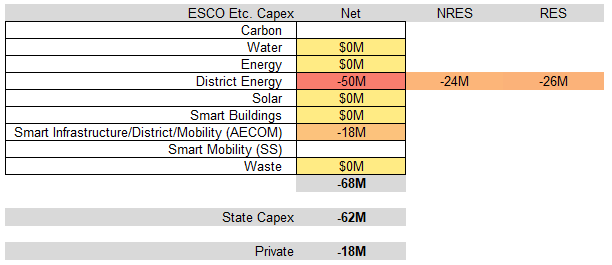 ESCO Etc. Capex Net NRES RES
Carbon
Water $0M
Energy $0M
District Energy -50M -24M -26M
Solar $0M
Smart Buildings $0M
Smart Infrastructure/District/Mobility (AECOM) -18M
Smart Mobility (SS)
Waste $0M
-68M
State Capex -62M
Private -18M